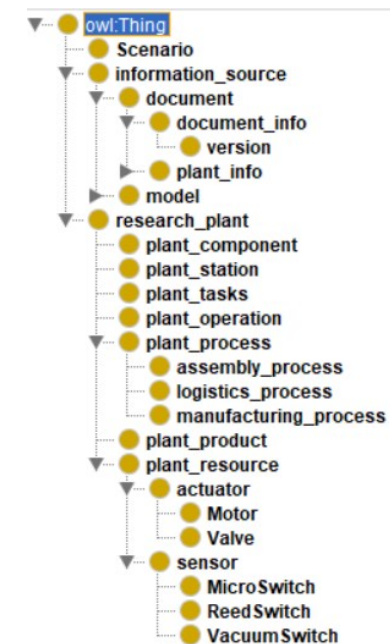 owl:Thing
Scenario
information_source
document
document_info
version
plant_info
model
research_plant
plant_component
plant_station
plant_tasks
plant_operation
plant_process
assembly_process
logistics_process
manufacturing_process
plant_product
plant_resource
actuator
Motor
Valve
sensor
MicroSwitch
ReedSwitch
VacuumSwitch